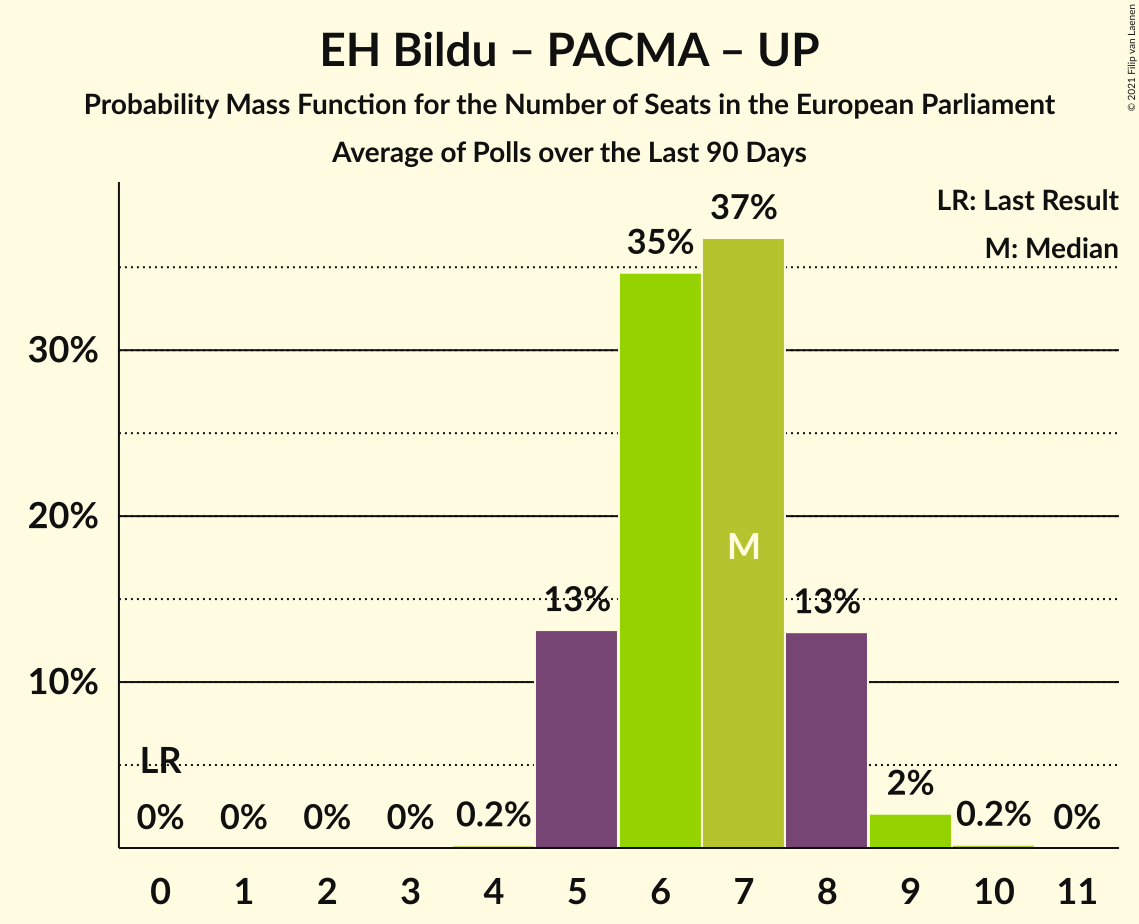 EH Bildu – PACMA – UP
Probability Mass Function for the Number of Seats in the European Parliament
Average of Polls over the Last 90 Days
© 2021 Filip van Laenen
LR: Last Result
M: Median
37%
35%
30%
20%
M
13%
13%
10%
LR
2%
0%
0%
0%
0%
0.2%
0.2%
0%
0 1 2 3 4 5 6 7 8 9 10 11